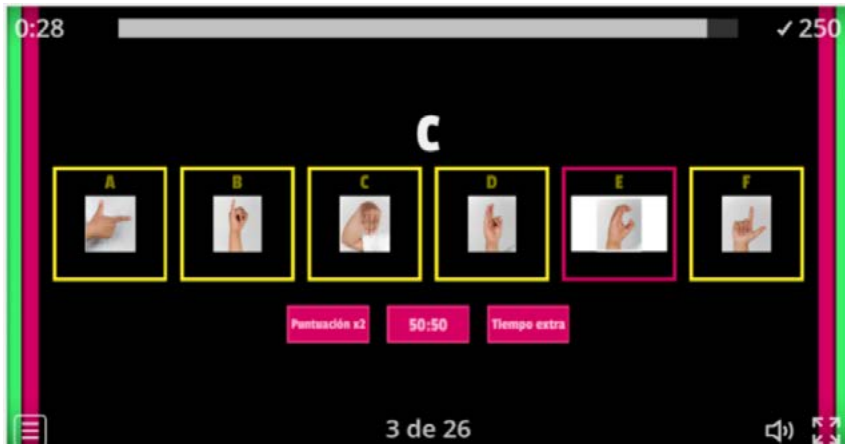 0:28 ✓ 250
C
A B C D E F
Puntuación x2 50:50 Tiempo extra
3 de 26